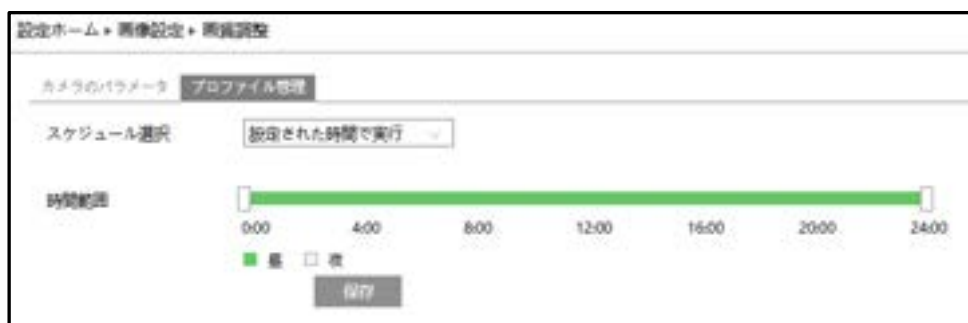 設定ホーム▸画像設定▸画質調整
カメラのパラメータ プロファイル管理
スケジュール選択 設定された時間で実行
時間範囲
0:00 4:00 8:00 12:00 16:00 20:00 24:00
昼 夜
保存